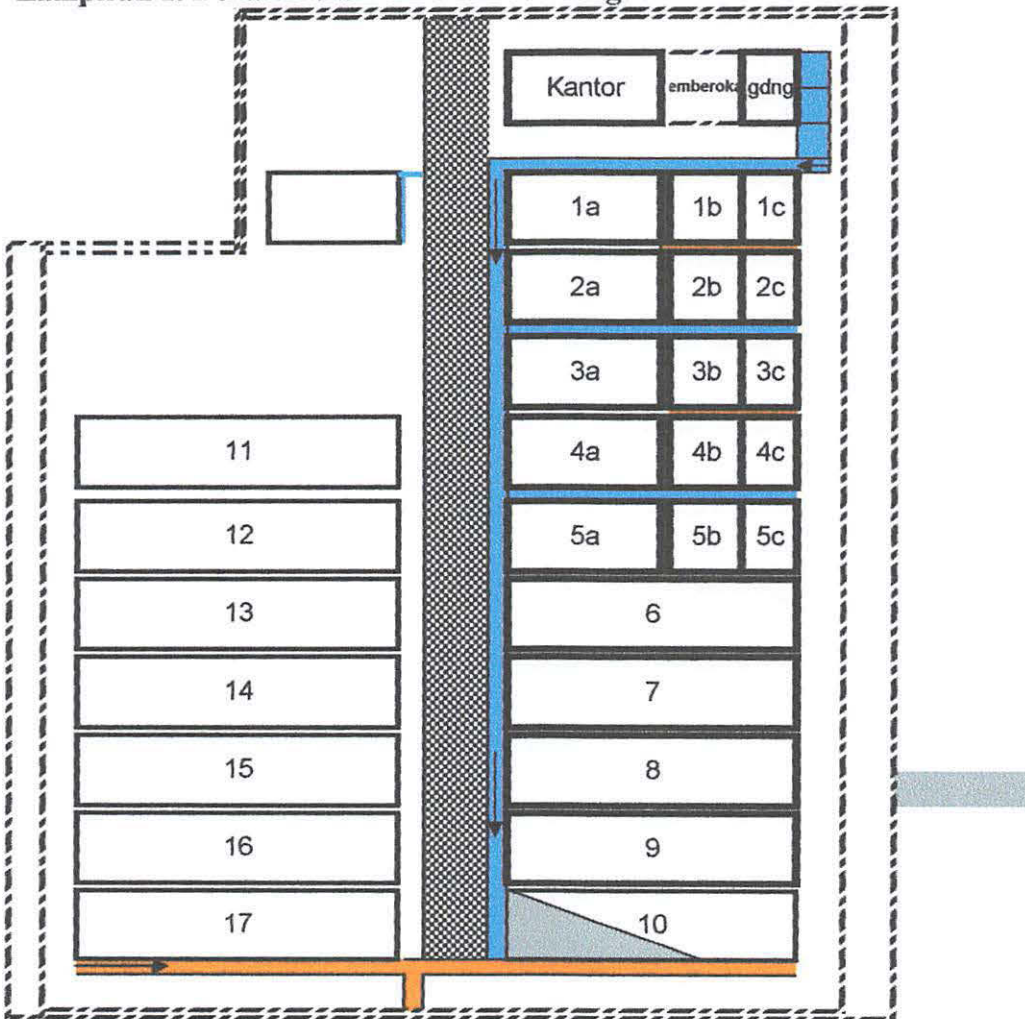 Kantor emberoka gdng
1a 1b 1c
2a 2b 2c
3a 3b 3c
11 4a 4b 4c
12 5a 5b 5c
13 6
14 7
15 8
16 9
17 10